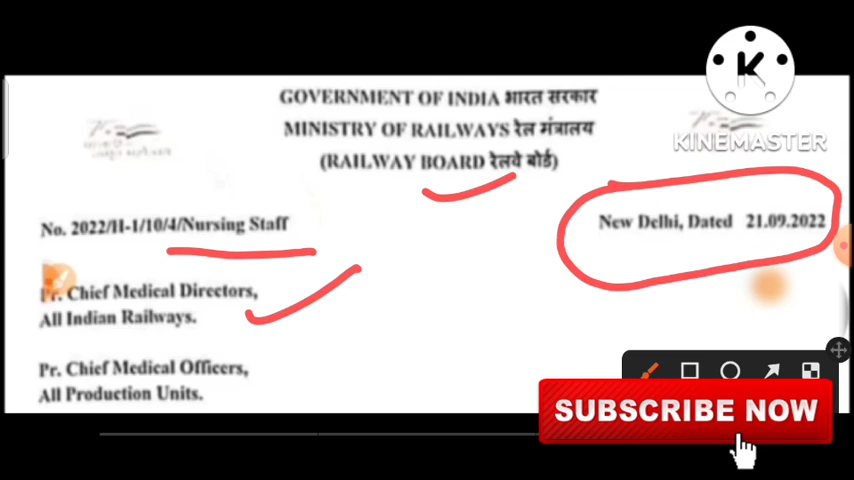 GOVERNMENT OF INDIA भारत सरकार
MINISTRY OF RAILWAYS रेल मंत्रालय
(RAILWAY BOARD रेलवे बोर्ड)
KINEMASTER
No. 2022/H-1/10/4/Nursing Staff
New Delhi, Dated 21.09.2022
Pr. Chief Medical Directors,
All Indian Railways.
Pr. Chief Medical Officers,
All Production Units.
SUBSCRIBE NOW